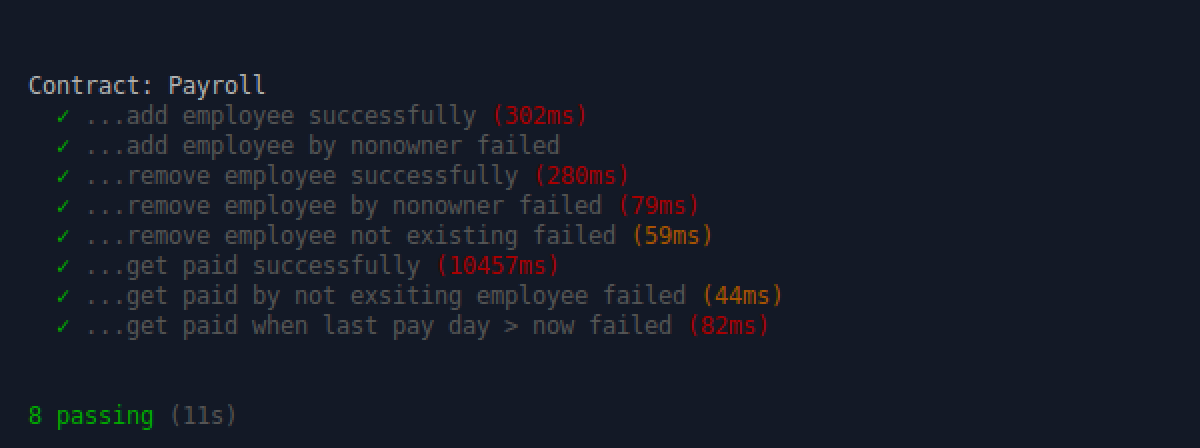 Contract: Payroll
✓ ...add employee successfully (302ms)
✓ ...add employee by nonowner failed
✓ ...remove employee successfully (280ms)
✓ ...remove employee by nonowner failed (79ms)
✓ ...remove employee not existing failed (59ms)
✓ ...get paid successfully (10457ms)
✓ ...get paid by not exsiting employee failed (44ms)
✓ ...get paid when last pay day > now failed (82ms)
8 passing (11s)